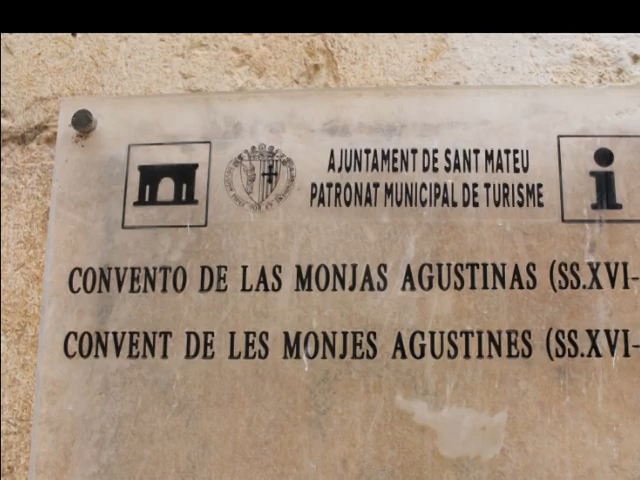 AJUNTAMENT DE SANT MATEU
PATRONAT MUNICIPAL DE TURISME
i
CONVENTO DE LAS MONJAS AGUSTINAS (SS.XVI-
CONVENT DE LES MONJES AGUSTINES (SS.XVI-